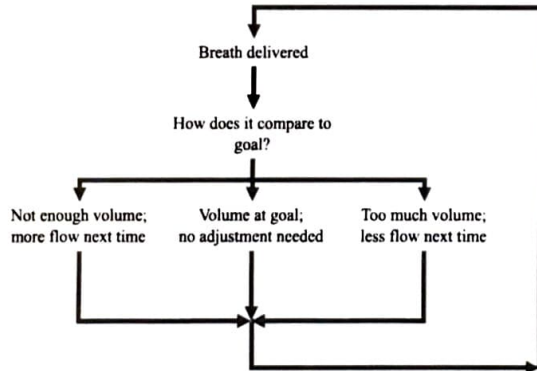 Breath delivered
How does it compare to
goal?
Not enough volume;
more flow next time
Volume at goal;
no adjustment needed
Too much volume;
less flow next time